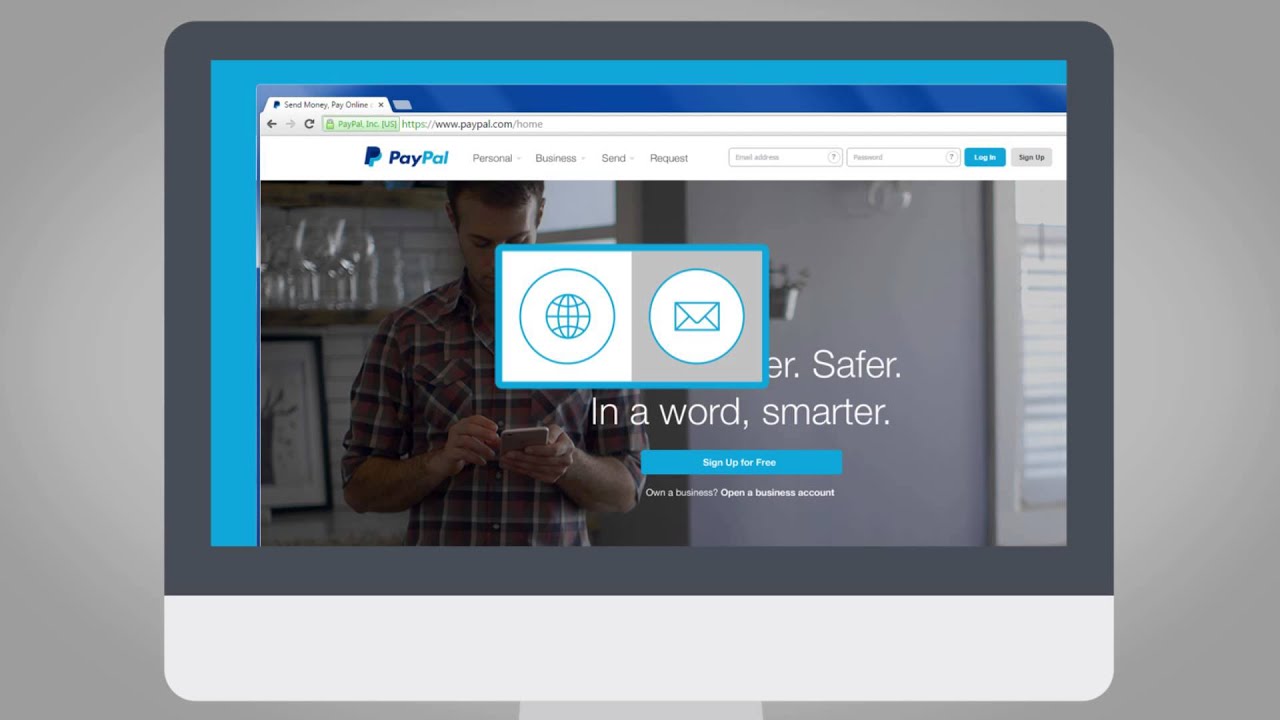 Send Money, Pay Online
PayPal, Inc. [US] https://www.paypal.com/home
PayPal Personal Business Send Request Email address ? Password ? Log In Sign Up
er. Safer.
In a word, smarter.
Sign Up for Free
Own a business? Open a business account